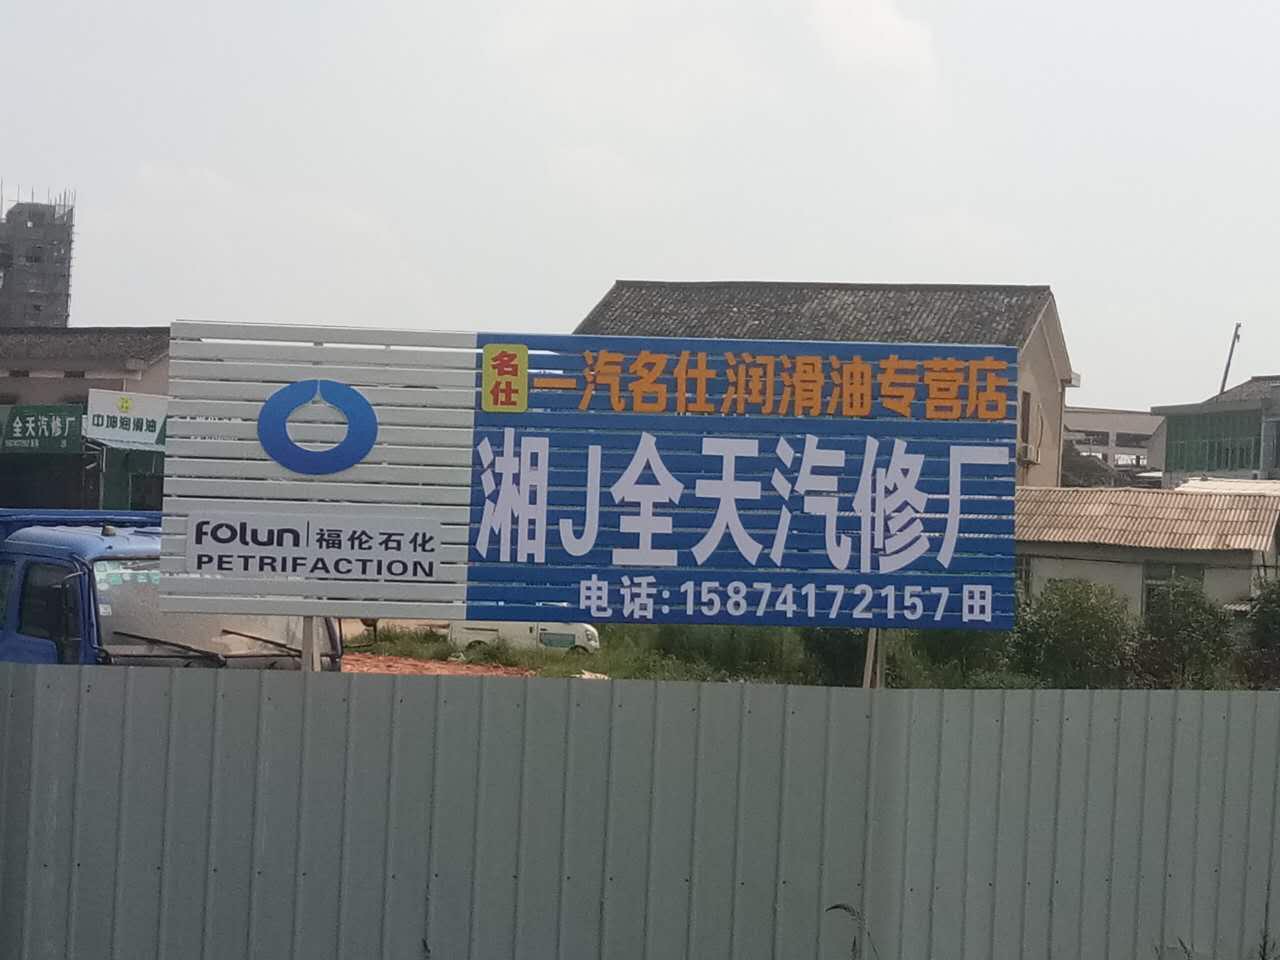 名仕
一汽名仕润滑油专营店
湘J全天汽修厂
电话:15874172157田
folun 福伦石化
PETRIFACTION
全天汽修厂
中坤润滑油